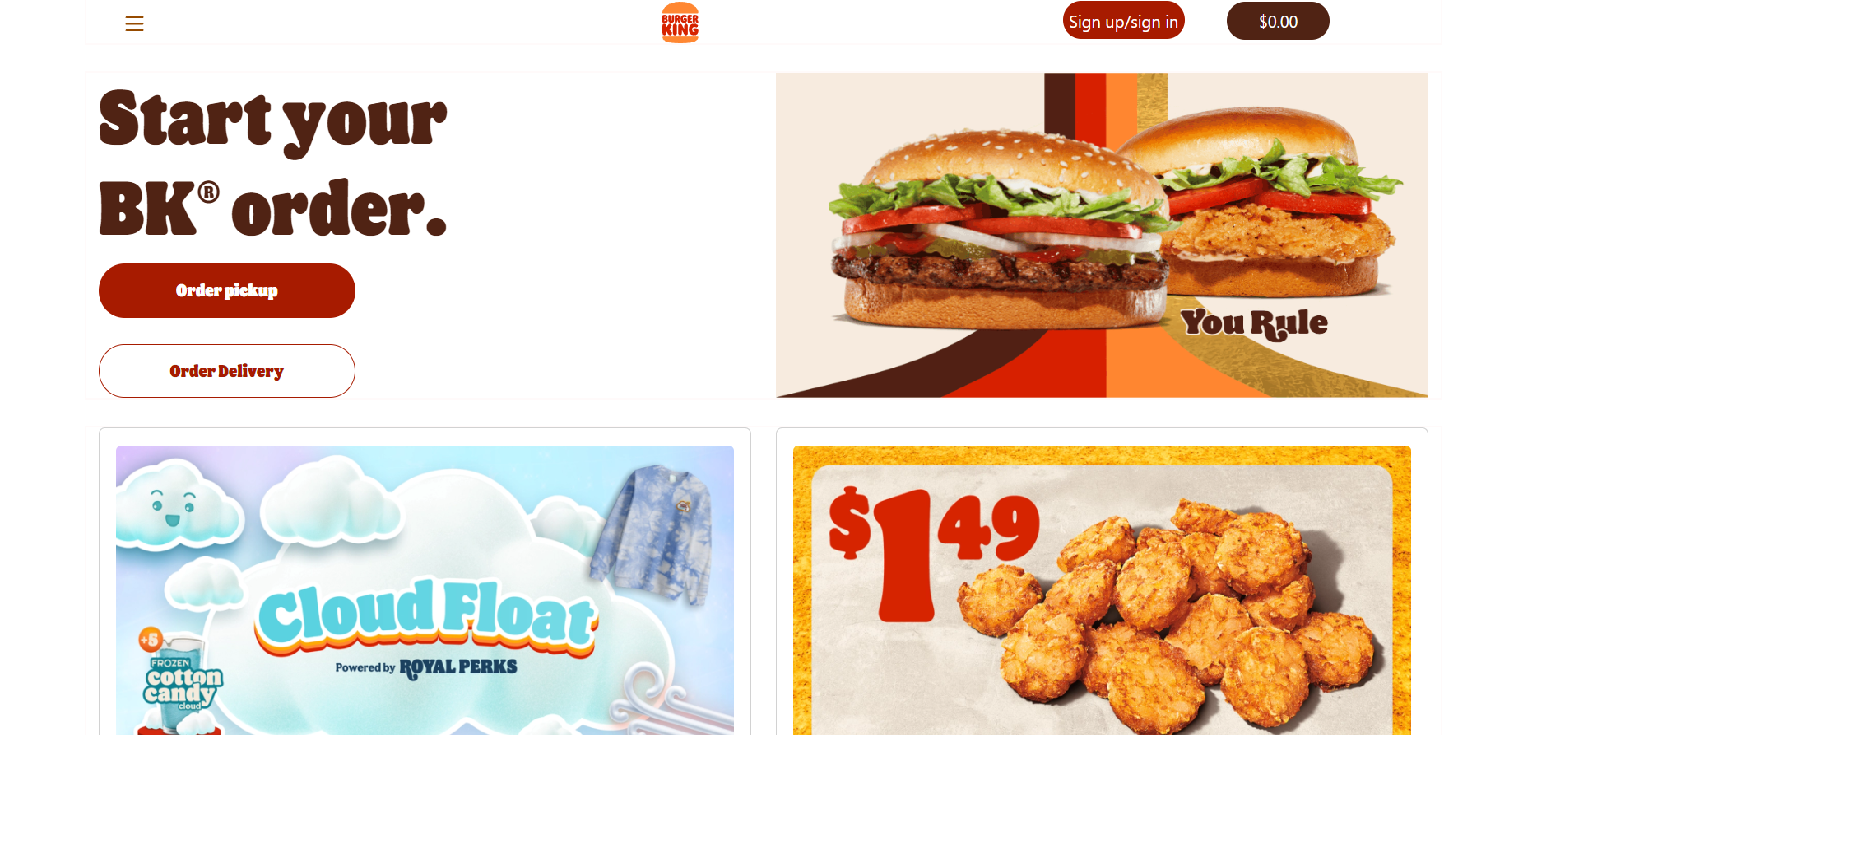 BURGER
KING
Sign up/sign in
$0.00
Start your
BK® order.
Order pickup
Order Delivery
You Rule
Cloud Float
Powered by ROYAL PERKS
+5
FROZEN
cotton
candy
cloud
$1 49